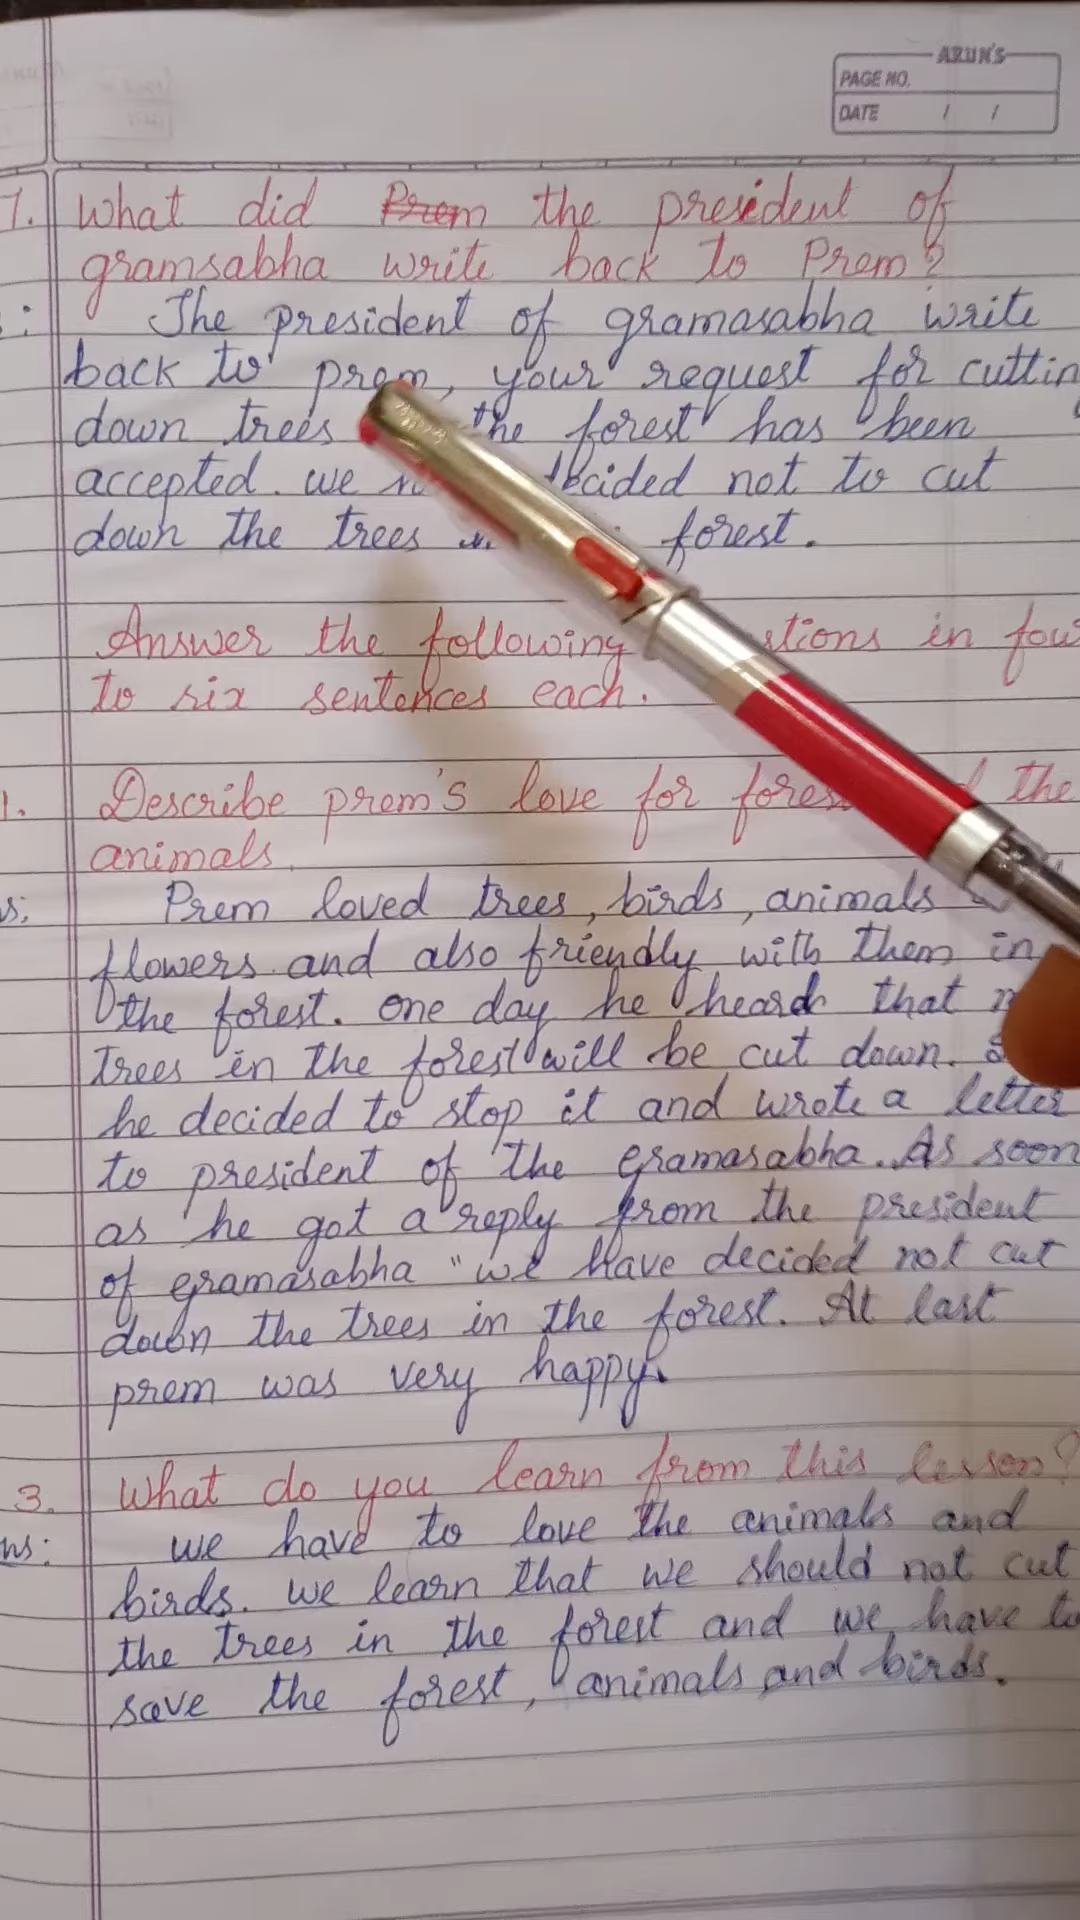 ARUN'S
PAGE NO.
DATE / /
7. What did Prem the president of
gramsabha write back to Prem?
: The president of gramasabha write
back to prem, your request for cuttin
down trees the forest has been
accepted. we decided not to cut
down the trees forest.
Answer the following stions in four
to six sentences each.
1. Describe prem's love for fores the
animals.
s: Prem loved trees, birds, animals
flowers and also friendly with them in
the forest. one day he heard that
trees in the forest will be cut down.
he decided to stop it and wrote a letter
to president of the gramasabha. As soon
as he got a reply from the president
of gramasabha "we have decided not cut
down the trees in the forest. At last
prem was very happy.
3. What do you learn from this lesson?
ns: we have to love the animals and
birds. we learn that we should not cut
the trees in the forest and we have to
save the forest, animals and birds.